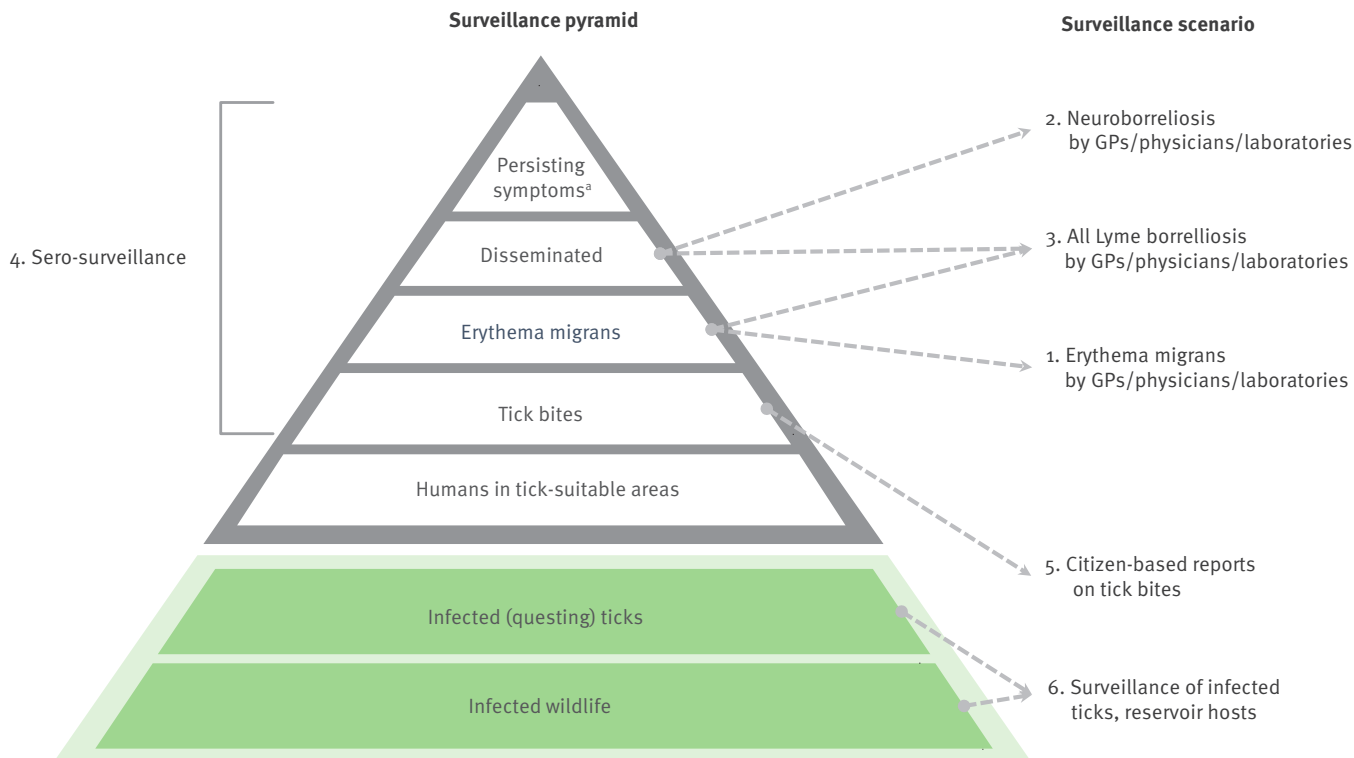 Surveillance pyramid
Surveillance scenario
4. Sero-surveillance
Persisting
symptomsᵃ
Disseminated
Erythema migrans
Tick bites
Humans in tick-suitable areas
Infected (questing) ticks
Infected wildlife
2. Neuroborreliosis
by GPs/physicians/laboratories
3. All Lyme borrelliosis
by GPs/physicians/laboratories
1. Erythema migrans
by GPs/physicians/laboratories
5. Citizen-based reports
on tick bites
6. Surveillance of infected
ticks, reservoir hosts